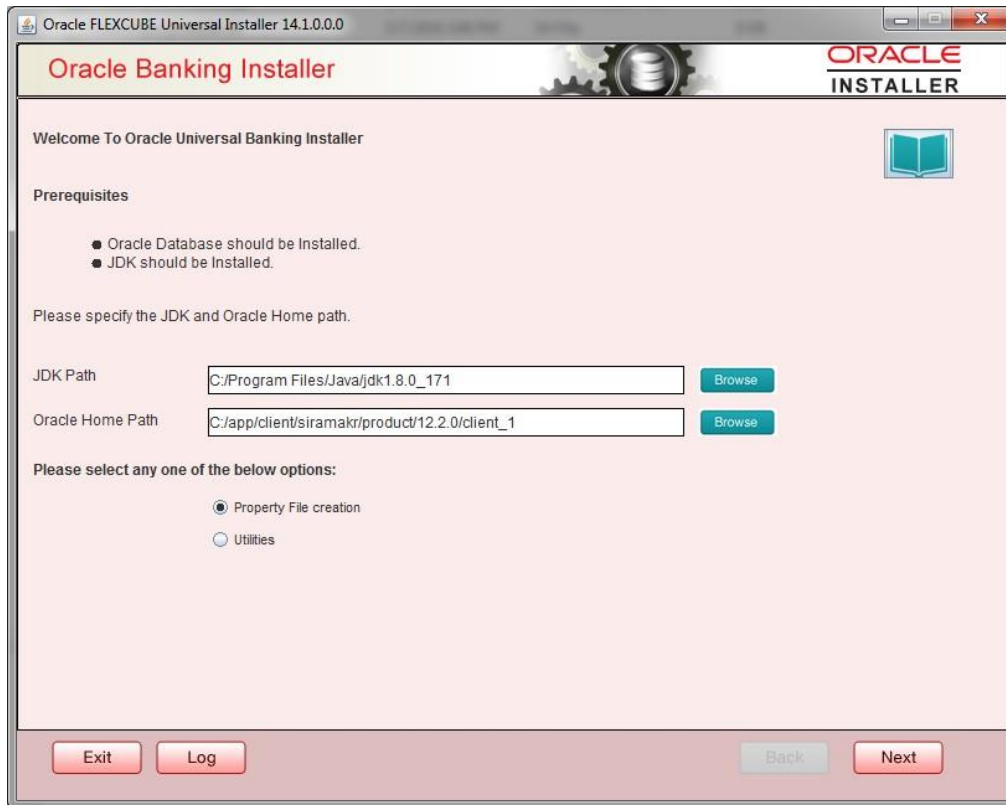 Oracle FLEXCUBE Universal Installer 14.1.0.0.0
Oracle Banking Installer
ORACLE
INSTALLER
Welcome To Oracle Universal Banking Installer
Prerequisites
Oracle Database should be Installed.
JDK should be Installed.
Please specify the JDK and Oracle Home path.
JDK Path C:/Program Files/Java/jdk1.8.0_171 Browse
Oracle Home Path C:/app/client/siramakr/product/12.2.0/client_1 Browse
Please select any one of the below options:
Property File creation
Utilities
Exit Log Back Next